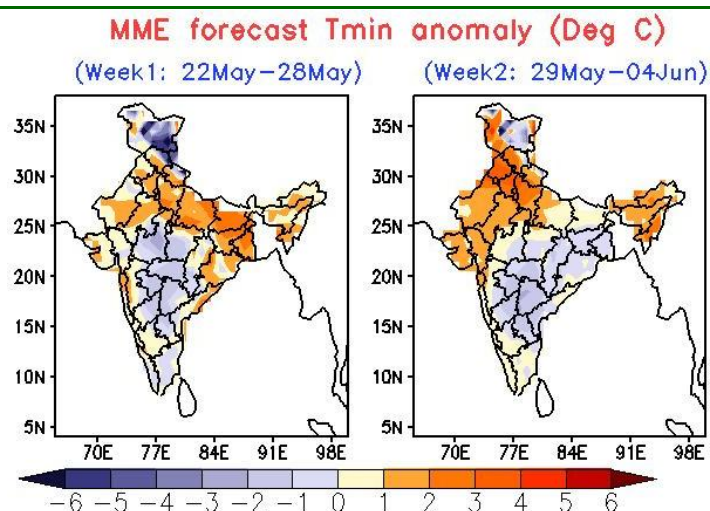 MME forecast Tmin anomaly (Deg C)
(Week1: 22May−28May) (Week2: 29May−04Jun)
35N 35N
30N 30N
25N 25N
20N 20N
15N 15N
10N 10N
5N 5N
70E 77E 84E 91E 98E 70E 77E 84E 91E 98E
−6 −5 −4 −3 −2 −1 0 1 2 3 4 5 6